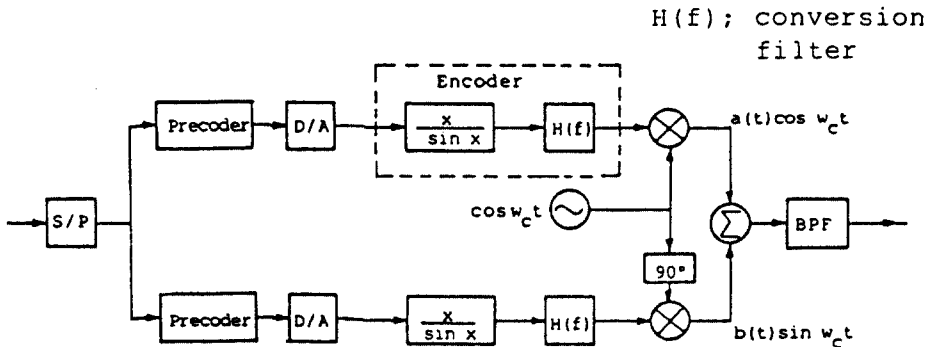 H(f); conversion
filter
Encoder
Precoder
D/A
x
sin x
H(f)
a(t)cos w_c t
S/P
cos w_c t
Σ
BPF
90°
Precoder
D/A
x
sin x
H(f)
b(t)sin w_c t